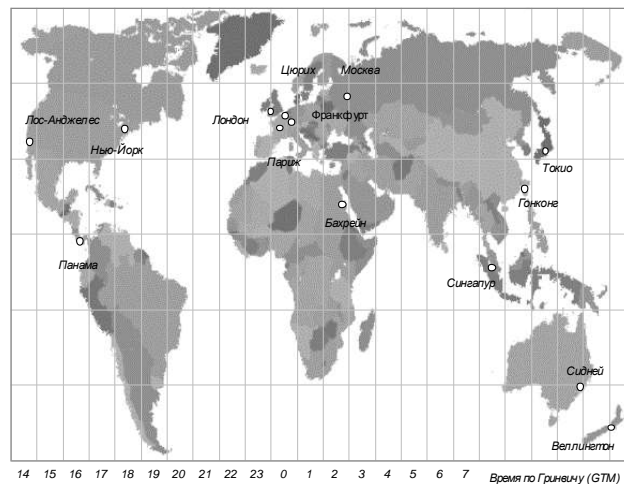 Цюрих Москва
Лос-Анджелес Лондон Франкфурт
Нью-Йорк Париж Токио
Гонконг
Бахрейн
Панама
Сингапур
Сидней
Веллингтон
14 15 16 17 18 19 20 21 22 23 0 1 2 3 4 5 6 7 Время по Гринвичу (GTM)